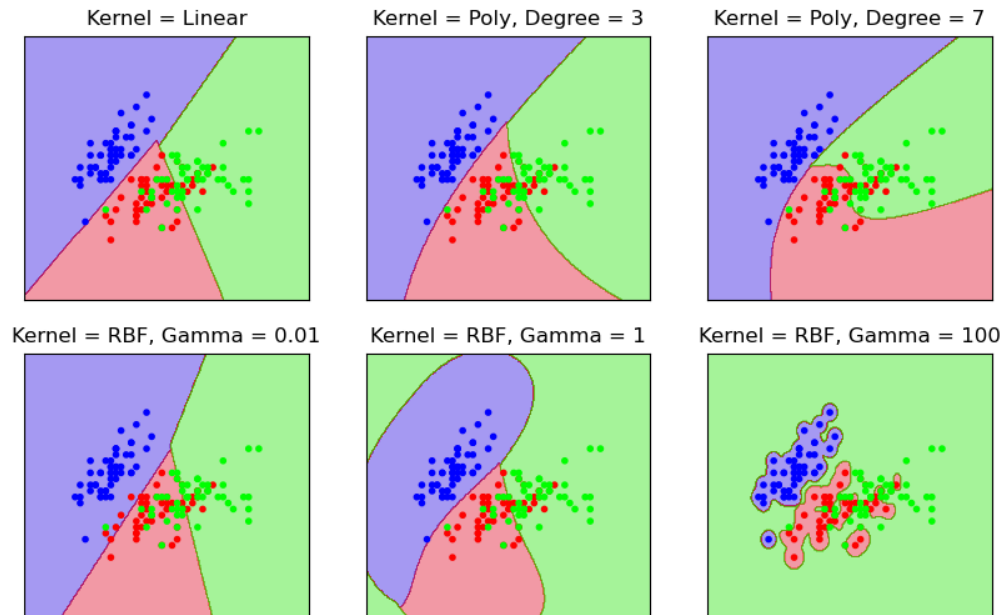 Kernel = Linear
Kernel = Poly, Degree = 3
Kernel = Poly, Degree = 7
Kernel = RBF, Gamma = 0.01
Kernel = RBF, Gamma = 1
Kernel = RBF, Gamma = 100